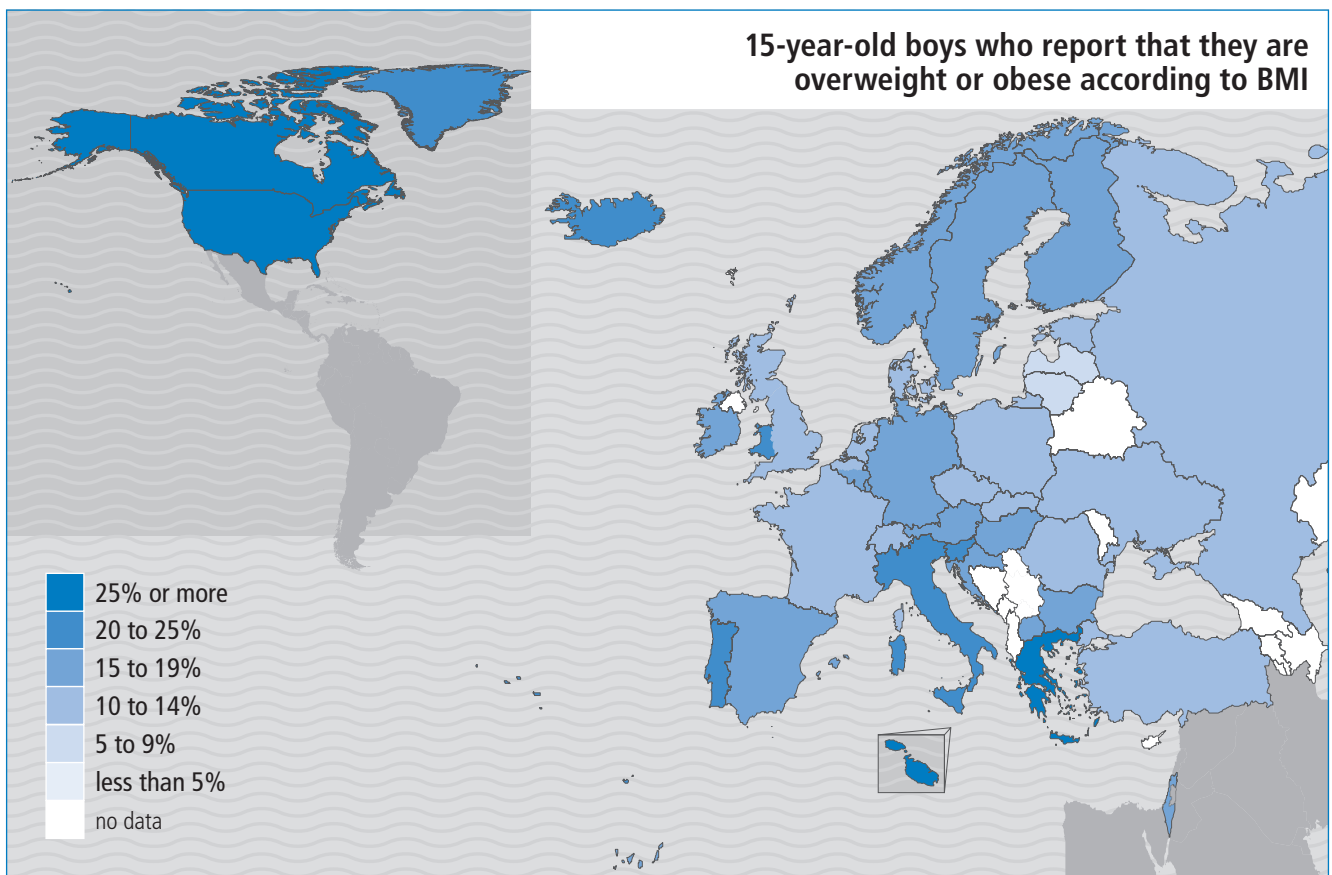 15-year-old boys who report that they are
overweight or obese according to BMI
25% or more
20 to 25%
15 to 19%
10 to 14%
5 to 9%
less than 5%
no data